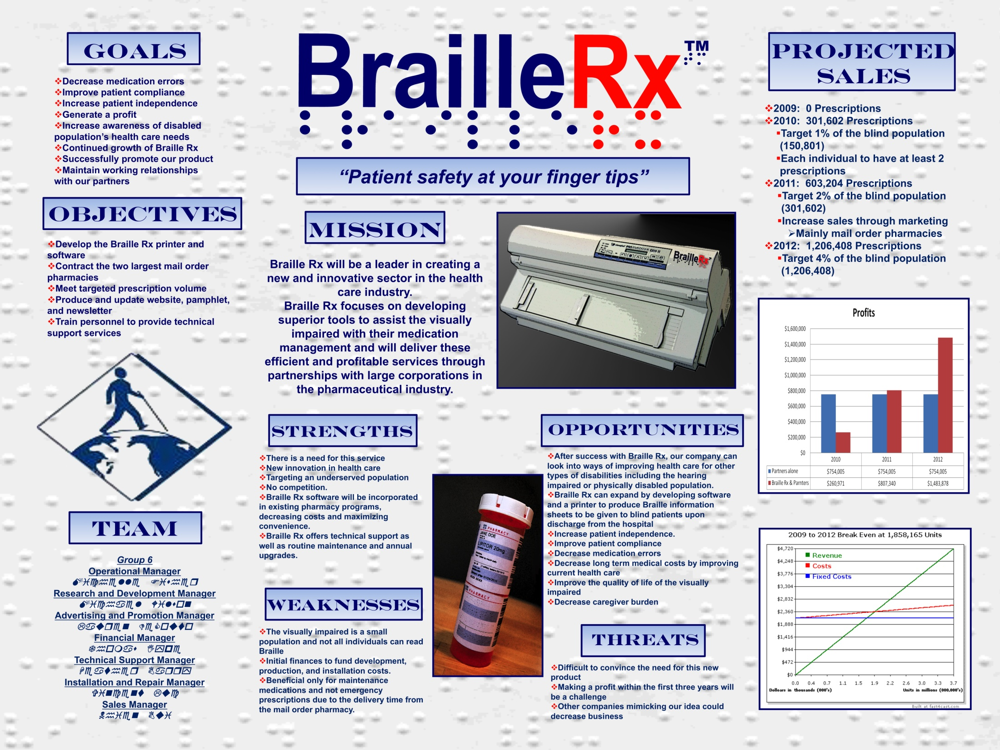 GOALS
❖Decrease medication errors
❖Improve patient compliance
❖Increase patient independence
❖Generate a profit
❖Increase awareness of disabled
population's health care needs
❖Continued growth of Braille Rx
❖Successfully promote our product
❖Maintain working relationships
with our partners
OBJECTIVES
❖Develop the Braille Rx printer and
software
❖Contract the two largest mail order
pharmacies
❖Meet targeted prescription volume
❖Produce and update website, pamphlet,
and newsletter
❖Train personnel to provide technical
support services
TEAM
Group 6
Operational Manager
Research and Development Manager
Advertising and Promotion Manager
Financial Manager
Technical Support Manager
Installation and Repair Manager
Sales Manager
BrailleRx™
“Patient safety at your finger tips”
MISSION
Braille Rx will be a leader in creating a
new and innovative sector in the health
care industry.
Braille Rx focuses on developing
superior tools to assist the visually
impaired with their medication
management and will deliver these
efficient and profitable services through
partnerships with large corporations in
the pharmaceutical industry.
PRO EMBOSSER GEN II
BrailleRx
STRENGTHS
❖There is a need for this service
❖New innovation in health care
❖Targeting an underserved population
❖No competition.
❖Braille Rx software will be incorporated
in existing pharmacy programs,
decreasing costs and maximizing
convenience.
❖Braille Rx offers technical support as
well as routine maintenance and annual
upgrades.
WEAKNESSES
❖The visually impaired is a small
population and not all individuals can read
Braille
❖Initial finances to fund development,
production, and installation costs.
❖Beneficial only for maintenance
medications and not emergency
prescriptions due to the delivery time from
the mail order pharmacy.
PHARMACY
JANE DOE
LIPITOR 20mg
PHARMACY
OPPORTUNITIES
❖After success with Braille Rx, our company can
look into ways of improving health care for other
types of disabilities including the hearing
impaired or physically disabled population.
❖Braille Rx can expand by developing software
and a printer to produce Braille information
sheets to be given to blind patients upon
discharge from the hospital
❖Increase patient independence.
❖Improve patient compliance
❖Decrease medication errors
❖Decrease long term medical costs by improving
current health care
❖Improve the quality of life of the visually
impaired
❖Decrease caregiver burden
THREATS
❖Difficult to convince the need for this new
product
❖Making a profit within the first three years will
be a challenge
❖Other companies mimicking our idea could
decrease business
PROJECTED
SALES
❖2009: 0 Prescriptions
❖2010: 301,602 Prescriptions
▪Target 1% of the blind population
(150,801)
▪Each individual to have at least 2
prescriptions
❖2011: 603,204 Prescriptions
▪Target 2% of the blind population
(301,602)
▪Increase sales through marketing
➢Mainly mail order pharmacies
❖2012: 1,206,408 Prescriptions
▪Target 4% of the blind population
(1,206,408)
Profits
$1,600,000
$1,400,000
$1,200,000
$1,000,000
$800,000
$600,000
$400,000
$200,000
$0
2010 2011 2012
Partners alone $754,005 $754,005 $754,005
Braille Rx & Parnters $260,971 $807,340 $1,483,878
2009 to 2012 Break Even at 1,858,165 Units
Revenue
Costs
Fixed Costs
$4,720
$4,248
$3,776
$3,304
$2,832
$2,360
$1,888
$1,416
$944
$472
$0
0.0 0.4 0.7 1.1 1.5 1.9 2.2 2.6 3.0 3.3 3.7
Dolloars in thousands (000's) Units in millions (000,000's)
Built at fast4cast.com